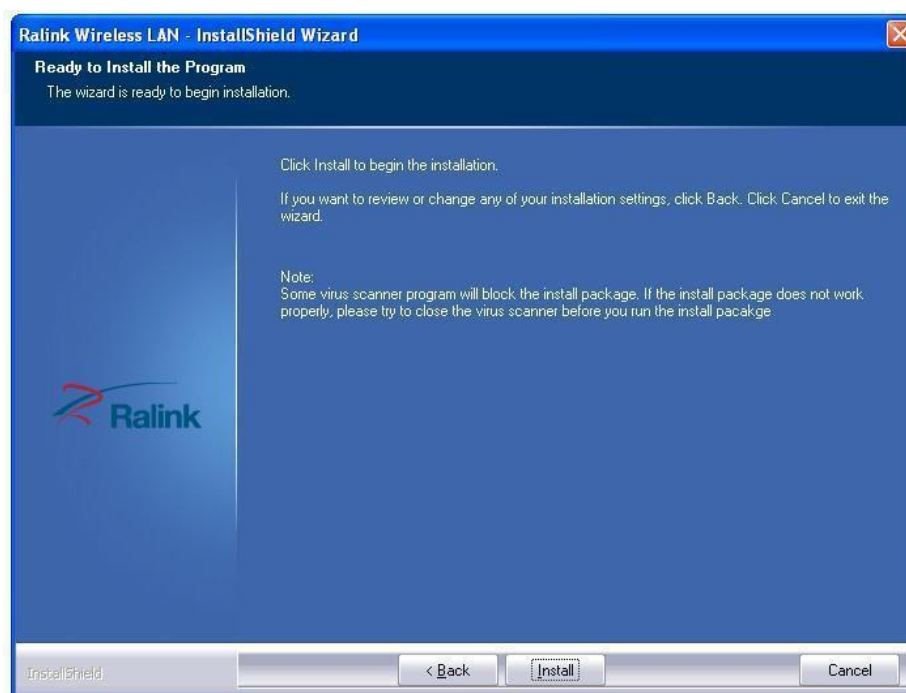 Ralink Wireless LAN - InstallShield Wizard
Ready to Install the Program
The wizard is ready to begin installation.
Click Install to begin the installation.
If you want to review or change any of your installation settings, click Back. Click Cancel to exit the
wizard.
Note:
Some virus scanner program will block the install package. If the install package does not work
properly, please try to close the virus scanner before you run the install pacakge
Ralink
InstallShield
< Back
Install
Cancel